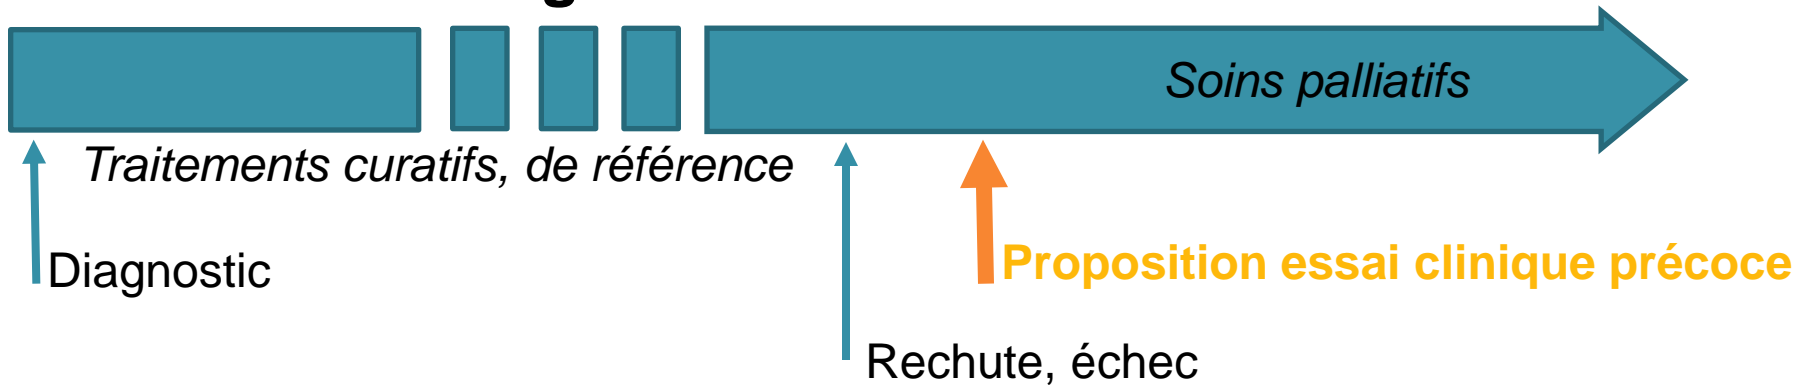 Soins palliatifs
Traitements curatifs, de référence
Diagnostic
Proposition essai clinique précoce
Rechute, échec